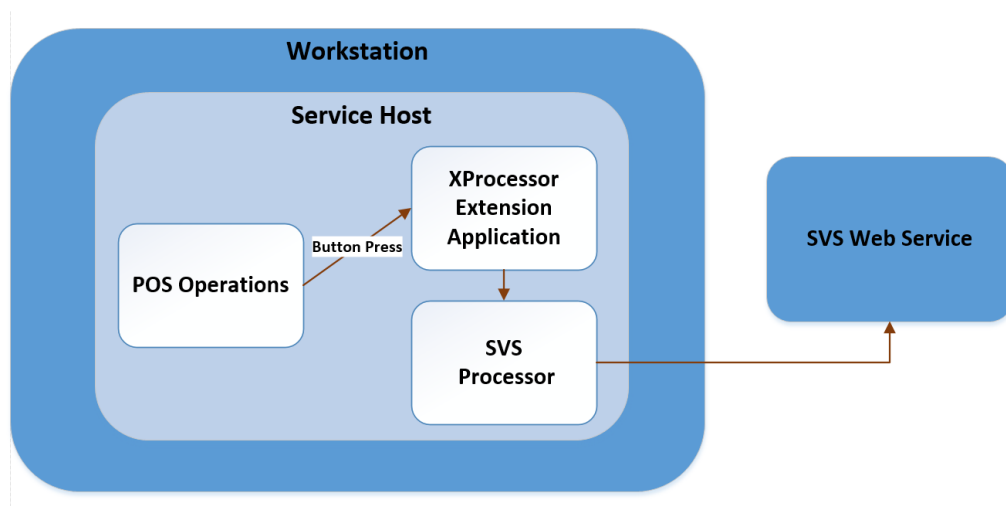 Workstation
Service Host
XProcessor
Extension
Application
Button Press
POS Operations
SVS
Processor
SVS Web Service